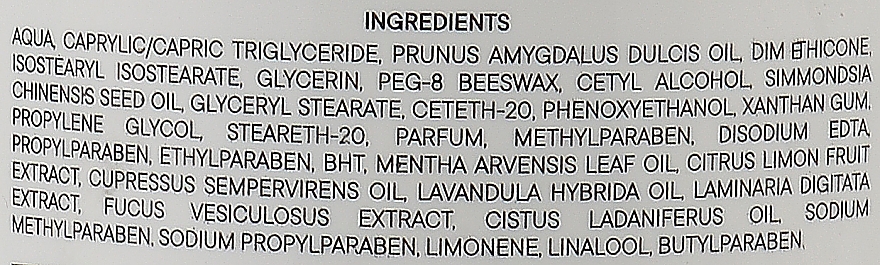 INGREDIENTS
AQUA, CAPRYLIC/CAPRIC TRIGLYCERIDE, PRUNUS AMYGDALUS DULCIS OIL, DIM ETHICONE,
ISOSTEARYL ISOSTEARATE, GLYCERIN, PEG-8 BEESWAX, CETYL ALCOHOL, SIMMONDSIA
CHINENSIS SEED OIL, GLYCERYL STEARATE, CETETH-20, PHENOXYETHANOL, XANTHAN GUM,
PROPYLENE GLYCOL, STEARETH-20, PARFUM, METHYLPARABEN, DISODIUM EDTA,
PROPYLPARABEN, ETHYLPARABEN, BHT, MENTHA ARVENSIS LEAF OIL, CITRUS LIMON FRUIT
EXTRACT, CUPRESSUS SEMPERVIRENS OIL, LAVANDULA HYBRIDA OIL, LAMINARIA DIGITATA
EXTRACT, FUCUS VESICULOSUS EXTRACT, CISTUS LADANIFERUS OIL, SODIUM
METHYLPARABEN, SODIUM PROPYLPARABEN, LIMONENE, LINALOOL, BUTYLPARABEN.